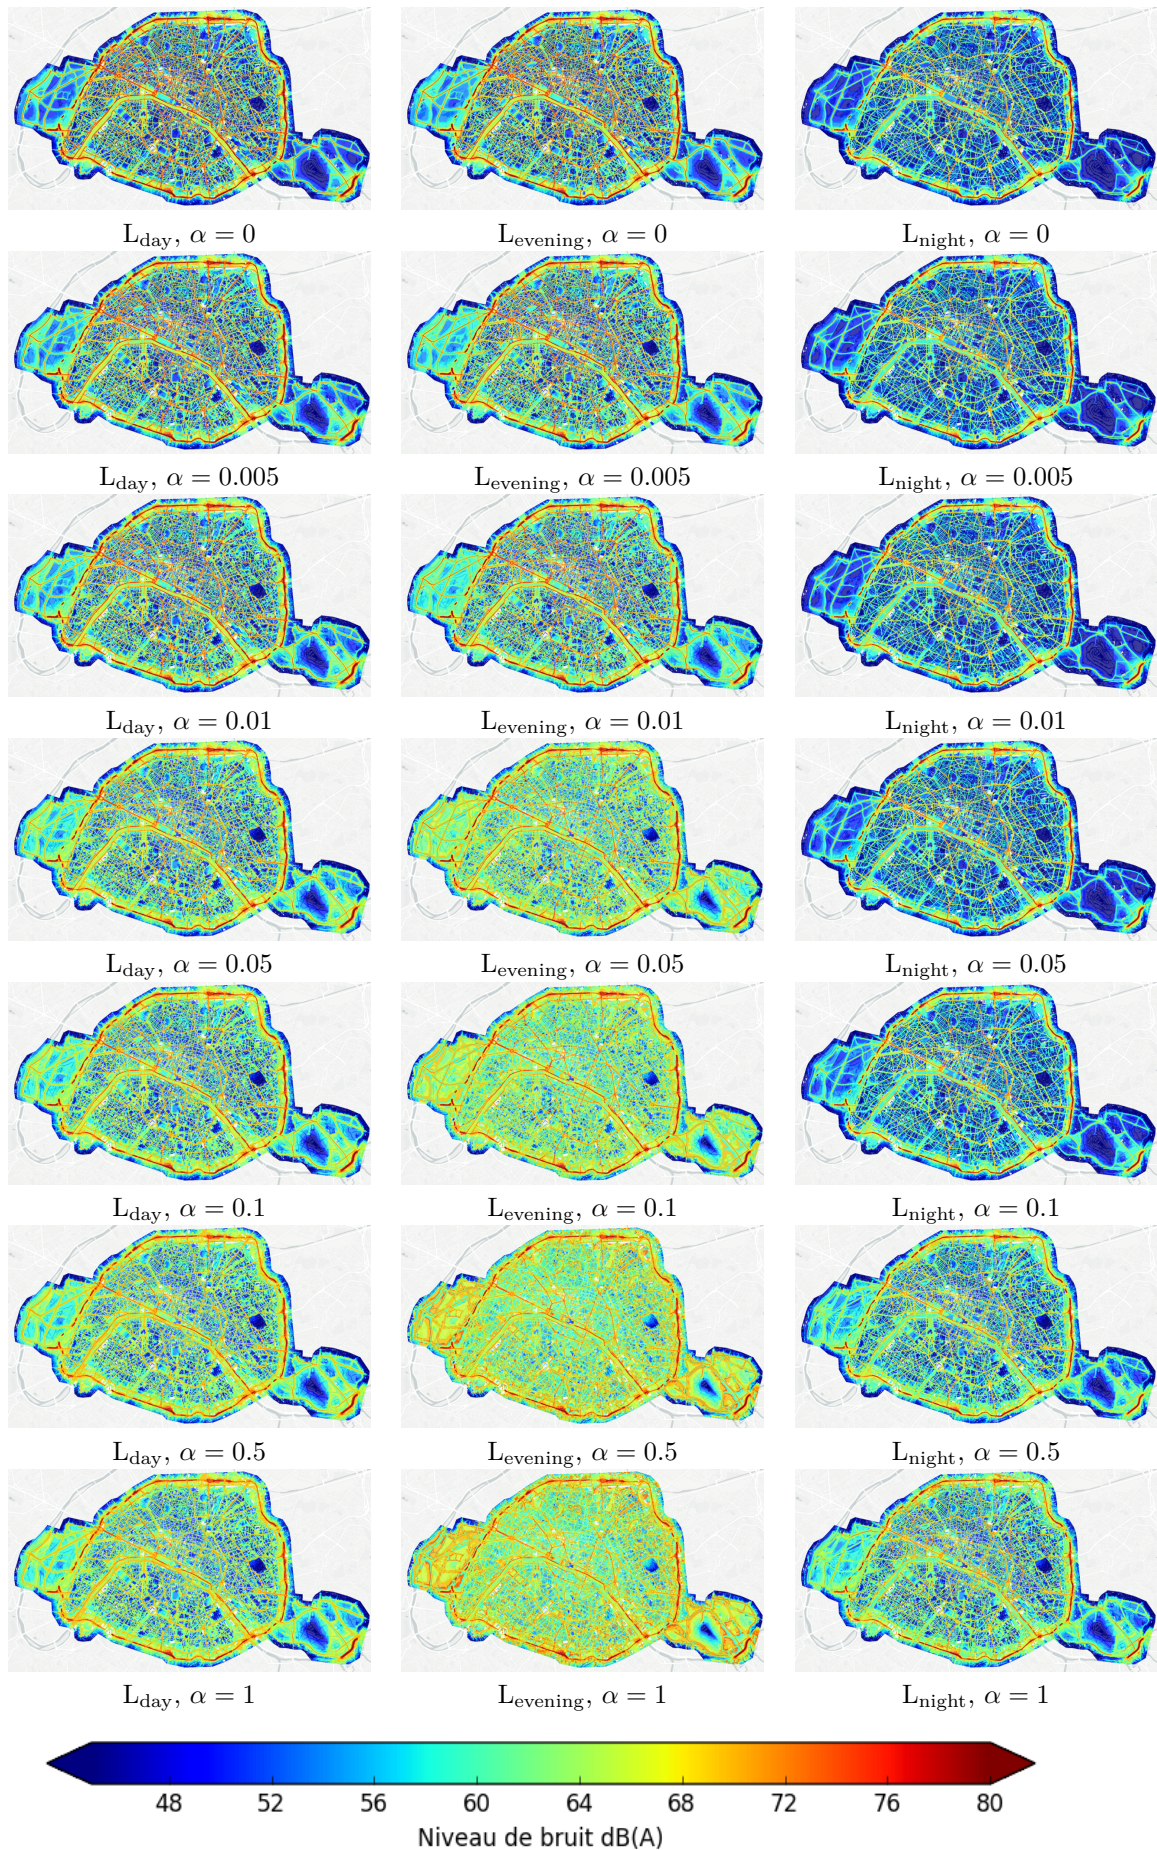 L_day, α = 0
L_evening, α = 0
L_night, α = 0
L_day, α = 0.005
L_evening, α = 0.005
L_night, α = 0.005
L_day, α = 0.01
L_evening, α = 0.01
L_night, α = 0.01
L_day, α = 0.05
L_evening, α = 0.05
L_night, α = 0.05
L_day, α = 0.1
L_evening, α = 0.1
L_night, α = 0.1
L_day, α = 0.5
L_evening, α = 0.5
L_night, α = 0.5
L_day, α = 1
L_evening, α = 1
L_night, α = 1
48 52 56 60 64 68 72 76 80
Niveau de bruit dB(A)